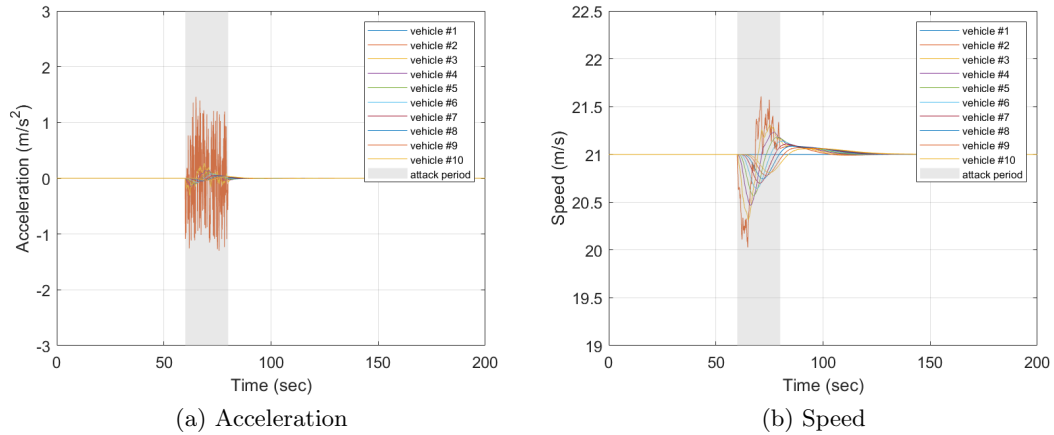 3
2
1
0
-1
-2
-3
0
50
100
150
200
Acceleration (m/s²)
Time (sec)
vehicle #1
vehicle #2
vehicle #3
vehicle #4
vehicle #5
vehicle #6
vehicle #7
vehicle #8
vehicle #9
vehicle #10
attack period
(a) Acceleration
22.5
22
21.5
21
20.5
20
19.5
19
0
50
100
150
200
Speed (m/s)
Time (sec)
vehicle #1
vehicle #2
vehicle #3
vehicle #4
vehicle #5
vehicle #6
vehicle #7
vehicle #8
vehicle #9
vehicle #10
attack period
(b) Speed